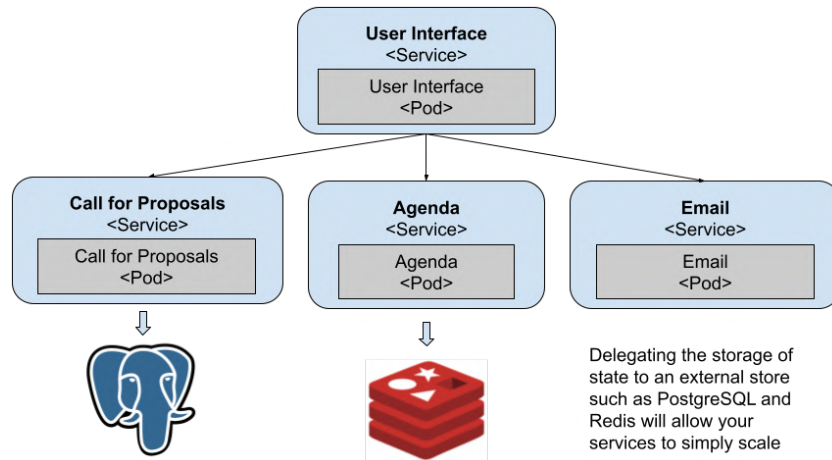 User Interface
<Service>
User Interface
<Pod>
Call for Proposals
<Service>
Call for Proposals
<Pod>
Agenda
<Service>
Agenda
<Pod>
Email
<Service>
Email
<Pod>
Delegating the storage of
state to an external store
such as PostgreSQL and
Redis will allow your
services to simply scale